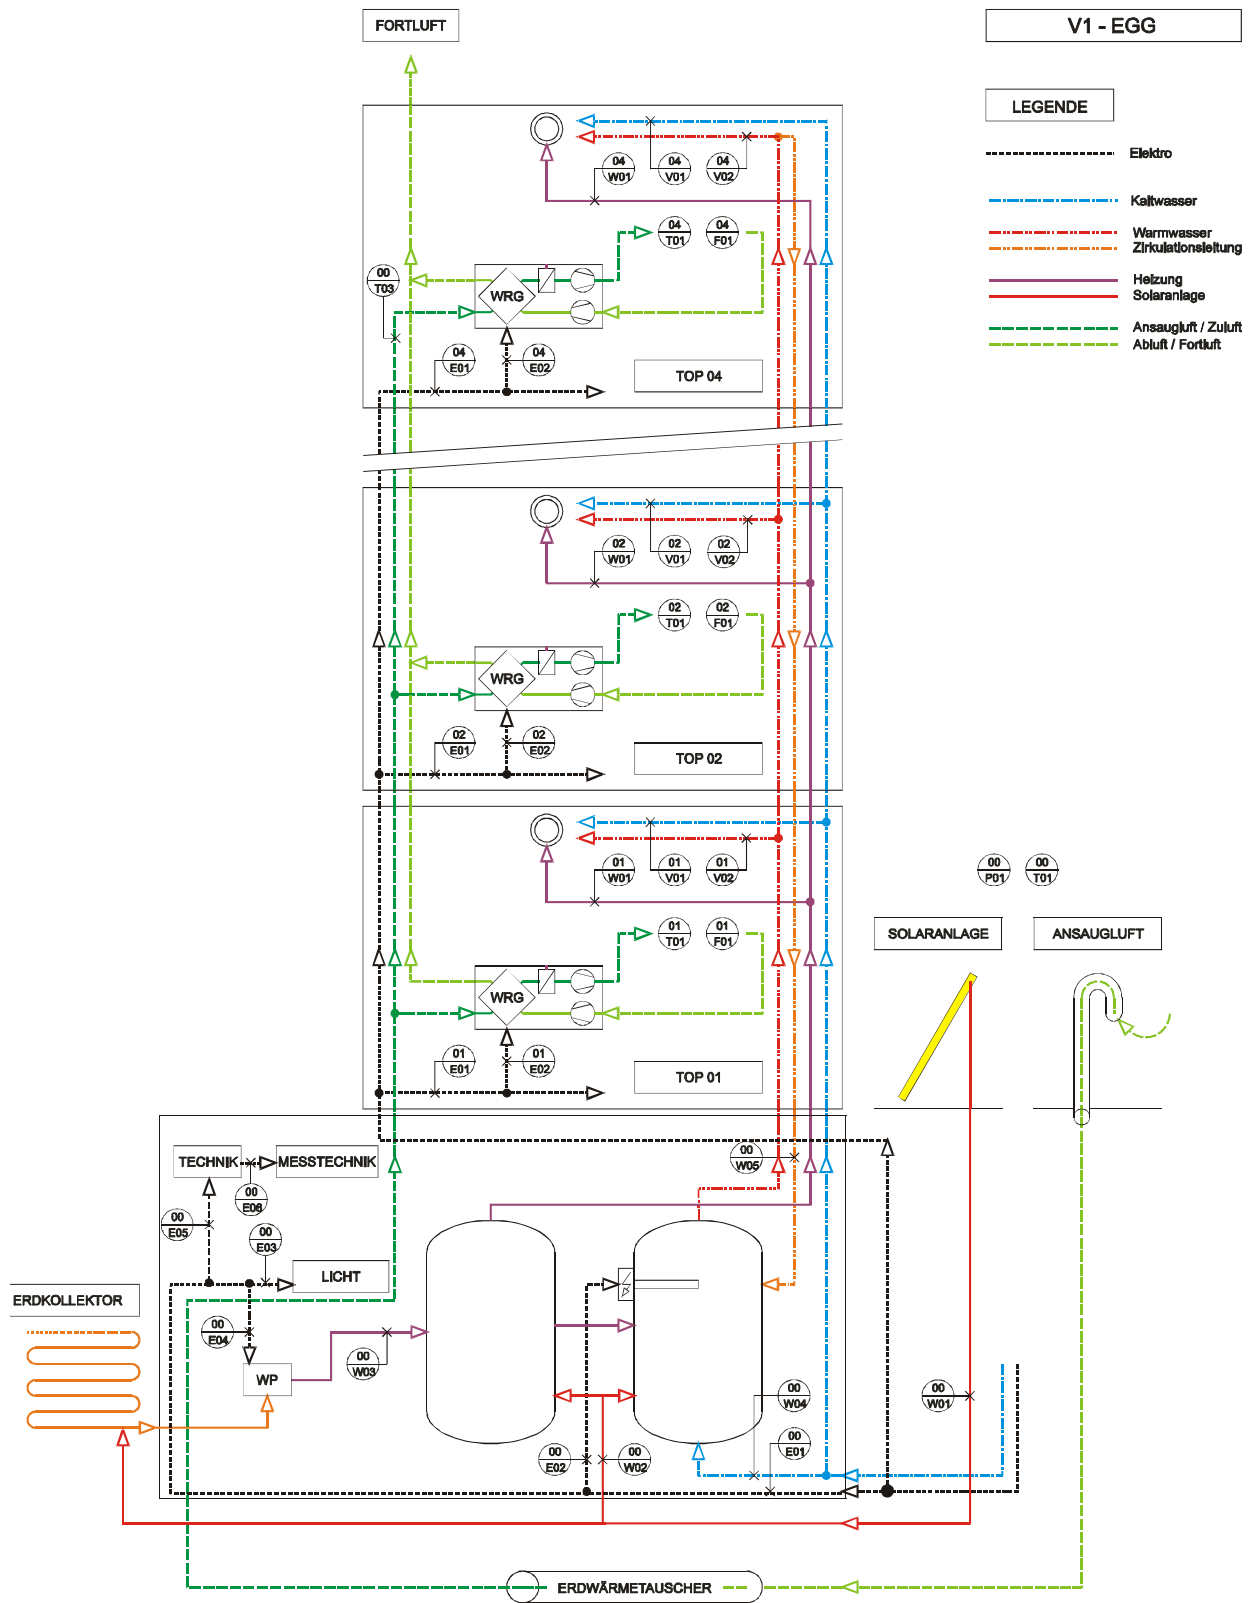 FORTLUFT
V1 - EGG
LEGENDE
Elektro
Kaltwasser
Warmwasser
Zirkulationsleitung
Heizung
Solaranlage
Ansaugluft / Zuluft
Abluft / Fortluft
04
W01
04
V01
04
V02
04
T01
04
F01
00
T03
WRG
04
E01
04
E02
TOP 04
02
W01
02
V01
02
V02
02
T01
02
F01
WRG
02
E01
02
E02
TOP 02
01
W01
01
V01
01
V02
00
P01
00
T01
01
T01
01
F01
SOLARANLAGE
ANSAUGLUFT
WRG
01
E01
01
E02
TOP 01
TECHNIK
MESSTECHNIK
00
W05
00
E06
00
E05
00
E03
LICHT
ERDKOLLEKTOR
00
E04
00
W03
WP
00
W04
00
W01
00
E01
00
E02
00
W02
ERDWÄRMETAUSCHER